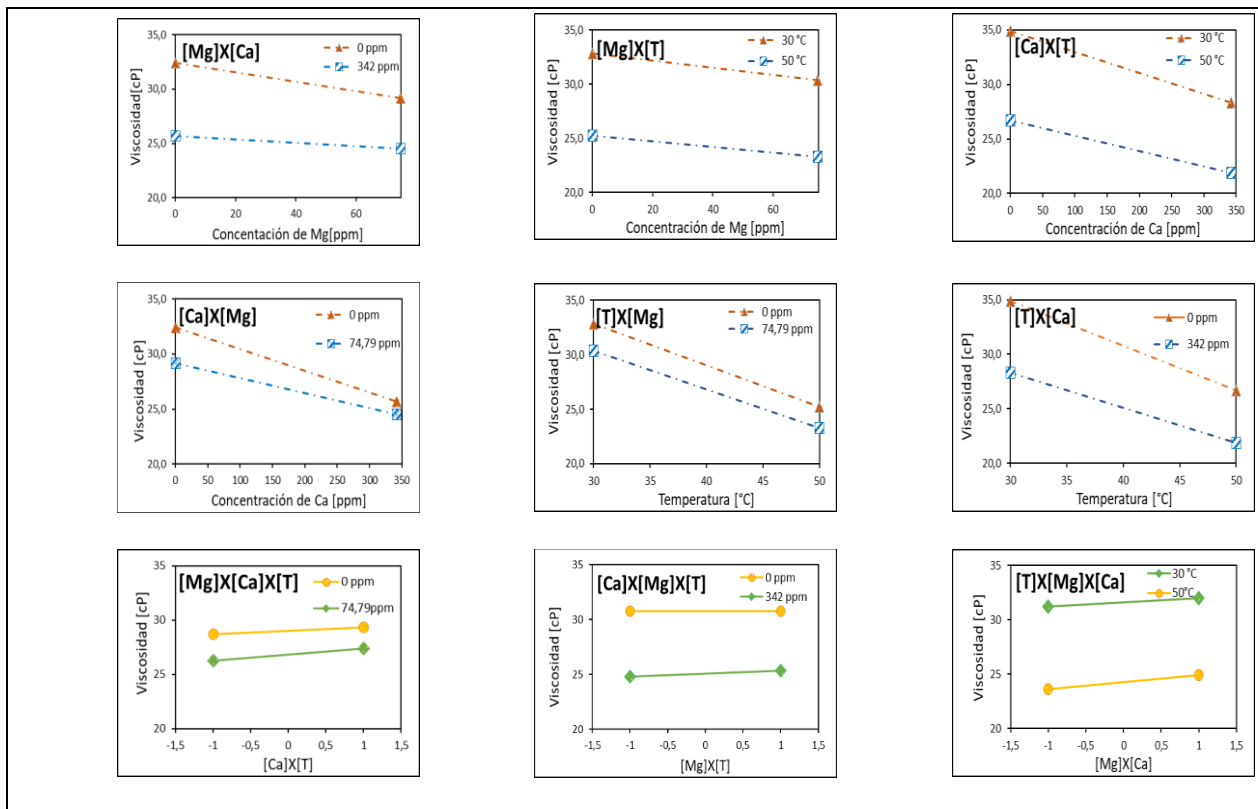 [Mg]X[Ca]
0 ppm
342 ppm
35,0
30,0
25,0
20,0
0 20 40 60
Viscosidad[cP]
Concentación de Mg[ppm]
[Mg]X[T]
30 °C
50 °C
35,0
30,0
25,0
20,0
0 20 40 60
Viscosidad [cP]
Concentración de Mg [ppm]
[Ca]X[T]
30 °C
50 °C
35,0
30,0
25,0
20,0
0 50 100 150 200 250 300 350
Viscosidad [cP]
Concentración de Ca [ppm]
[Ca]X[Mg]
0 ppm
74,79 ppm
35,0
30,0
25,0
20,0
0 50 100 150 200 250 300 350
Viscosidad [cP]
Concentración de Ca [ppm]
[T]X[Mg]
0 ppm
74,79 ppm
35,0
30,0
25,0
20,0
30 35 40 45 50
Viscosidad [cP]
Temperatura [°C]
[T]X[Ca]
0 ppm
342 ppm
35,0
30,0
25,0
20,0
30 35 40 45 50
Viscosidad [cP]
Temperatura [°C]
[Mg]X[Ca]X[T]
0 ppm
74,79ppm
35
30
25
20
-1,5 -1 -0,5 0 0,5 1 1,5
Viscosidad [cP]
[Ca]X[T]
[Ca]X[Mg]X[T]
0 ppm
342 ppm
35
30
25
20
-1,5 -1 -0,5 0 0,5 1 1,5
Viscosidad [cP]
[Mg]X[T]
[T]X[Mg]X[Ca]
30 °C
50°C
35
30
25
20
-1,5 -1 -0,5 0 0,5 1 1,5
Viscosidad [cP]
[Mg]X[Ca]